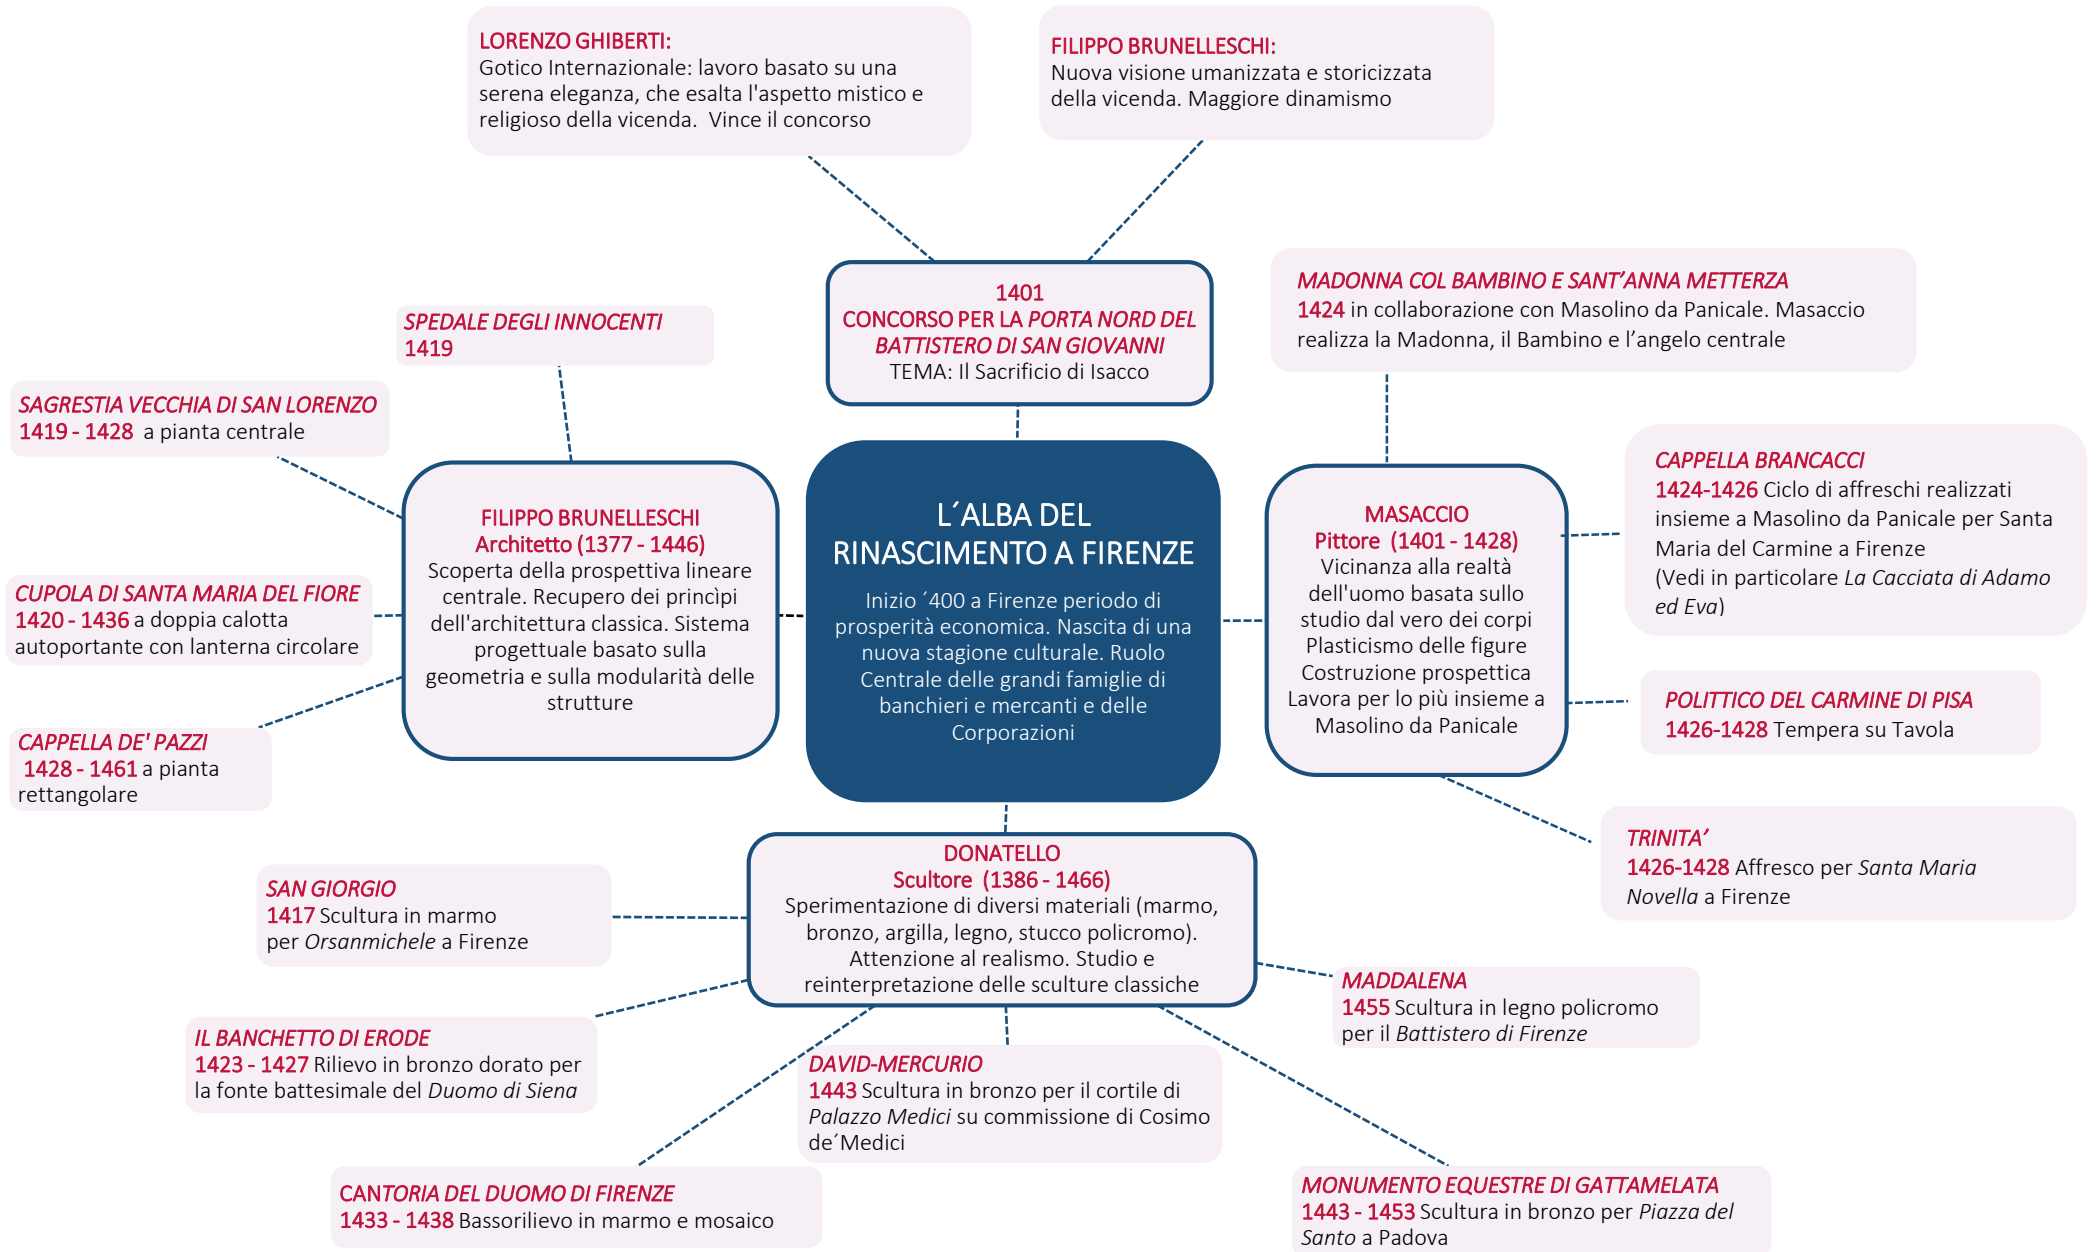 LORENZO GHIBERTI:
Gotico Internazionale: lavoro basato su una
serena eleganza, che esalta l'aspetto mistico e
religioso della vicenda.  Vince il concorso
FILIPPO BRUNELLESCHI:
Nuova visione umanizzata e storicizzata
della vicenda. Maggiore dinamismo
1401
CONCORSO PER LA PORTA NORD DEL
BATTISTERO DI SAN GIOVANNI
TEMA: Il Sacrificio di Isacco
MADONNA COL BAMBINO E SANT’ANNA METTERZA
1424 in collaborazione con Masolino da Panicale. Masaccio
realizza la Madonna, il Bambino e l’angelo centrale
SPEDALE DEGLI INNOCENTI
1419
SAGRESTIA VECCHIA DI SAN LORENZO
1419 - 1428  a pianta centrale
CUPOLA DI SANTA MARIA DEL FIORE
1420 - 1436 a doppia calotta
autoportante con lanterna circolare
CAPPELLA DE' PAZZI
1428 - 1461 a pianta
rettangolare
FILIPPO BRUNELLESCHI
Architetto (1377 - 1446)
Scoperta della prospettiva lineare
centrale. Recupero dei princìpi
dell'architettura classica. Sistema
progettuale basato sulla
geometria e sulla modularità delle
strutture
L´ALBA DEL
RINASCIMENTO A FIRENZE
Inizio ´400 a Firenze periodo di
prosperità economica. Nascita di una
nuova stagione culturale. Ruolo
Centrale delle grandi famiglie di
banchieri e mercanti e delle
Corporazioni
MASACCIO
Pittore  (1401 - 1428)
Vicinanza alla realtà
dell'uomo basata sullo
studio dal vero dei corpi
Plasticismo delle figure
Costruzione prospettica
Lavora per lo più insieme a
Masolino da Panicale
CAPPELLA BRANCACCI
1424-1426 Ciclo di affreschi realizzati
insieme a Masolino da Panicale per Santa
Maria del Carmine a Firenze
(Vedi in particolare La Cacciata di Adamo
ed Eva)
POLITTICO DEL CARMINE DI PISA
1426-1428 Tempera su Tavola
TRINITA’
1426-1428 Affresco per Santa Maria
Novella a Firenze
DONATELLO
Scultore  (1386 - 1466)
Sperimentazione di diversi materiali (marmo,
bronzo, argilla, legno, stucco policromo).
Attenzione al realismo. Studio e
reinterpretazione delle sculture classiche
SAN GIORGIO
1417 Scultura in marmo
per Orsanmichele a Firenze
IL BANCHETTO DI ERODE
1423 - 1427 Rilievo in bronzo dorato per
la fonte battesimale del Duomo di Siena
CANTORIA DEL DUOMO DI FIRENZE
1433 - 1438 Bassorilievo in marmo e mosaico
DAVID-MERCURIO
1443 Scultura in bronzo per il cortile di
Palazzo Medici su commissione di Cosimo
de´Medici
MADDALENA
1455 Scultura in legno policromo
per il Battistero di Firenze
MONUMENTO EQUESTRE DI GATTAMELATA
1443 - 1453 Scultura in bronzo per Piazza del
Santo a Padova